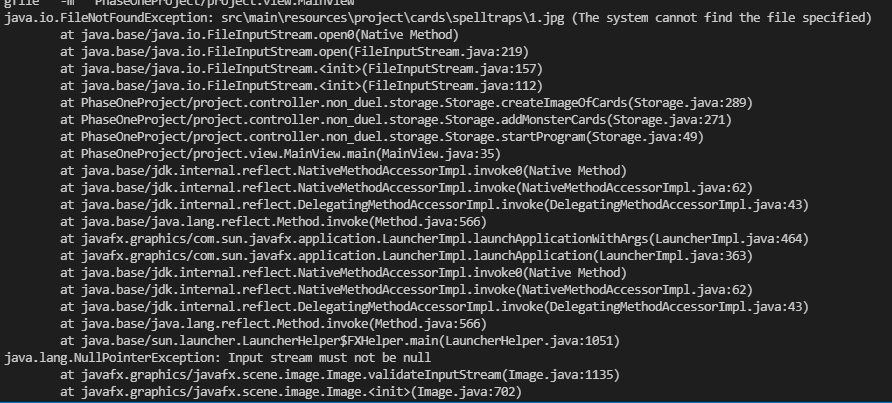 gfile" "-m" "PhaseOneProject/project.view.MainView"
java.io.FileNotFoundException: src\main\resources\project\cards\spelltraps\1.jpg (The system cannot find the file specified)
at java.base/java.io.FileInputStream.open0(Native Method)
at java.base/java.io.FileInputStream.open(FileInputStream.java:219)
at java.base/java.io.FileInputStream.<init>(FileInputStream.java:157)
at java.base/java.io.FileInputStream.<init>(FileInputStream.java:112)
at PhaseOneProject/project.controller.non_duel.storage.Storage.createImageOfCards(Storage.java:289)
at PhaseOneProject/project.controller.non_duel.storage.Storage.addMonsterCards(Storage.java:271)
at PhaseOneProject/project.controller.non_duel.storage.Storage.startProgram(Storage.java:49)
at PhaseOneProject/project.view.MainView.main(MainView.java:35)
at java.base/jdk.internal.reflect.NativeMethodAccessorImpl.invoke0(Native Method)
at java.base/jdk.internal.reflect.NativeMethodAccessorImpl.invoke(NativeMethodAccessorImpl.java:62)
at java.base/jdk.internal.reflect.DelegatingMethodAccessorImpl.invoke(DelegatingMethodAccessorImpl.java:43)
at java.base/java.lang.reflect.Method.invoke(Method.java:566)
at javafx.graphics/com.sun.javafx.application.LauncherImpl.launchApplicationWithArgs(LauncherImpl.java:464)
at javafx.graphics/com.sun.javafx.application.LauncherImpl.launchApplication(LauncherImpl.java:363)
at java.base/jdk.internal.reflect.NativeMethodAccessorImpl.invoke0(Native Method)
at java.base/jdk.internal.reflect.NativeMethodAccessorImpl.invoke(NativeMethodAccessorImpl.java:62)
at java.base/jdk.internal.reflect.DelegatingMethodAccessorImpl.invoke(DelegatingMethodAccessorImpl.java:43)
at java.base/java.lang.reflect.Method.invoke(Method.java:566)
at java.base/sun.launcher.LauncherHelper$FXHelper.main(LauncherHelper.java:1051)
java.lang.NullPointerException: Input stream must not be null
at javafx.graphics/javafx.scene.image.Image.validateInputStream(Image.java:1135)
at javafx.graphics/javafx.scene.image.Image.<init>(Image.java:702)